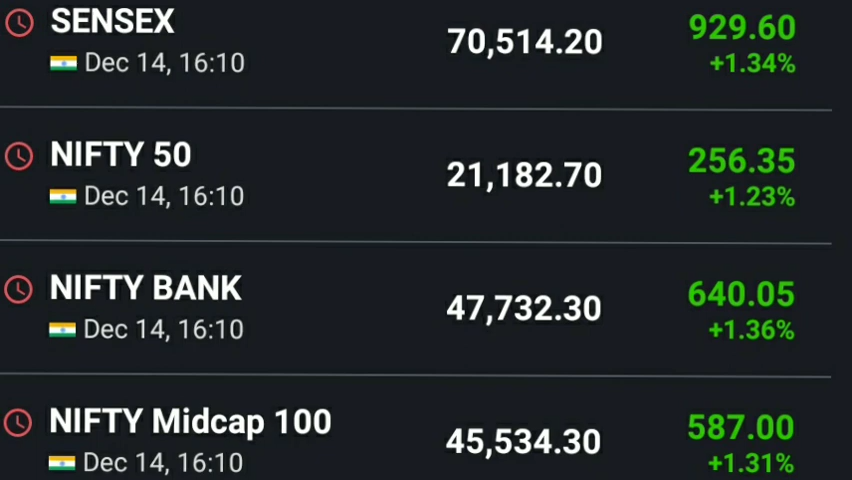 SENSEX 70,514.20 929.60
Dec 14, 16:10 +1.34%
NIFTY 50 21,182.70 256.35
Dec 14, 16:10 +1.23%
NIFTY BANK 47,732.30 640.05
Dec 14, 16:10 +1.36%
NIFTY Midcap 100 45,534.30 587.00
Dec 14, 16:10 +1.31%